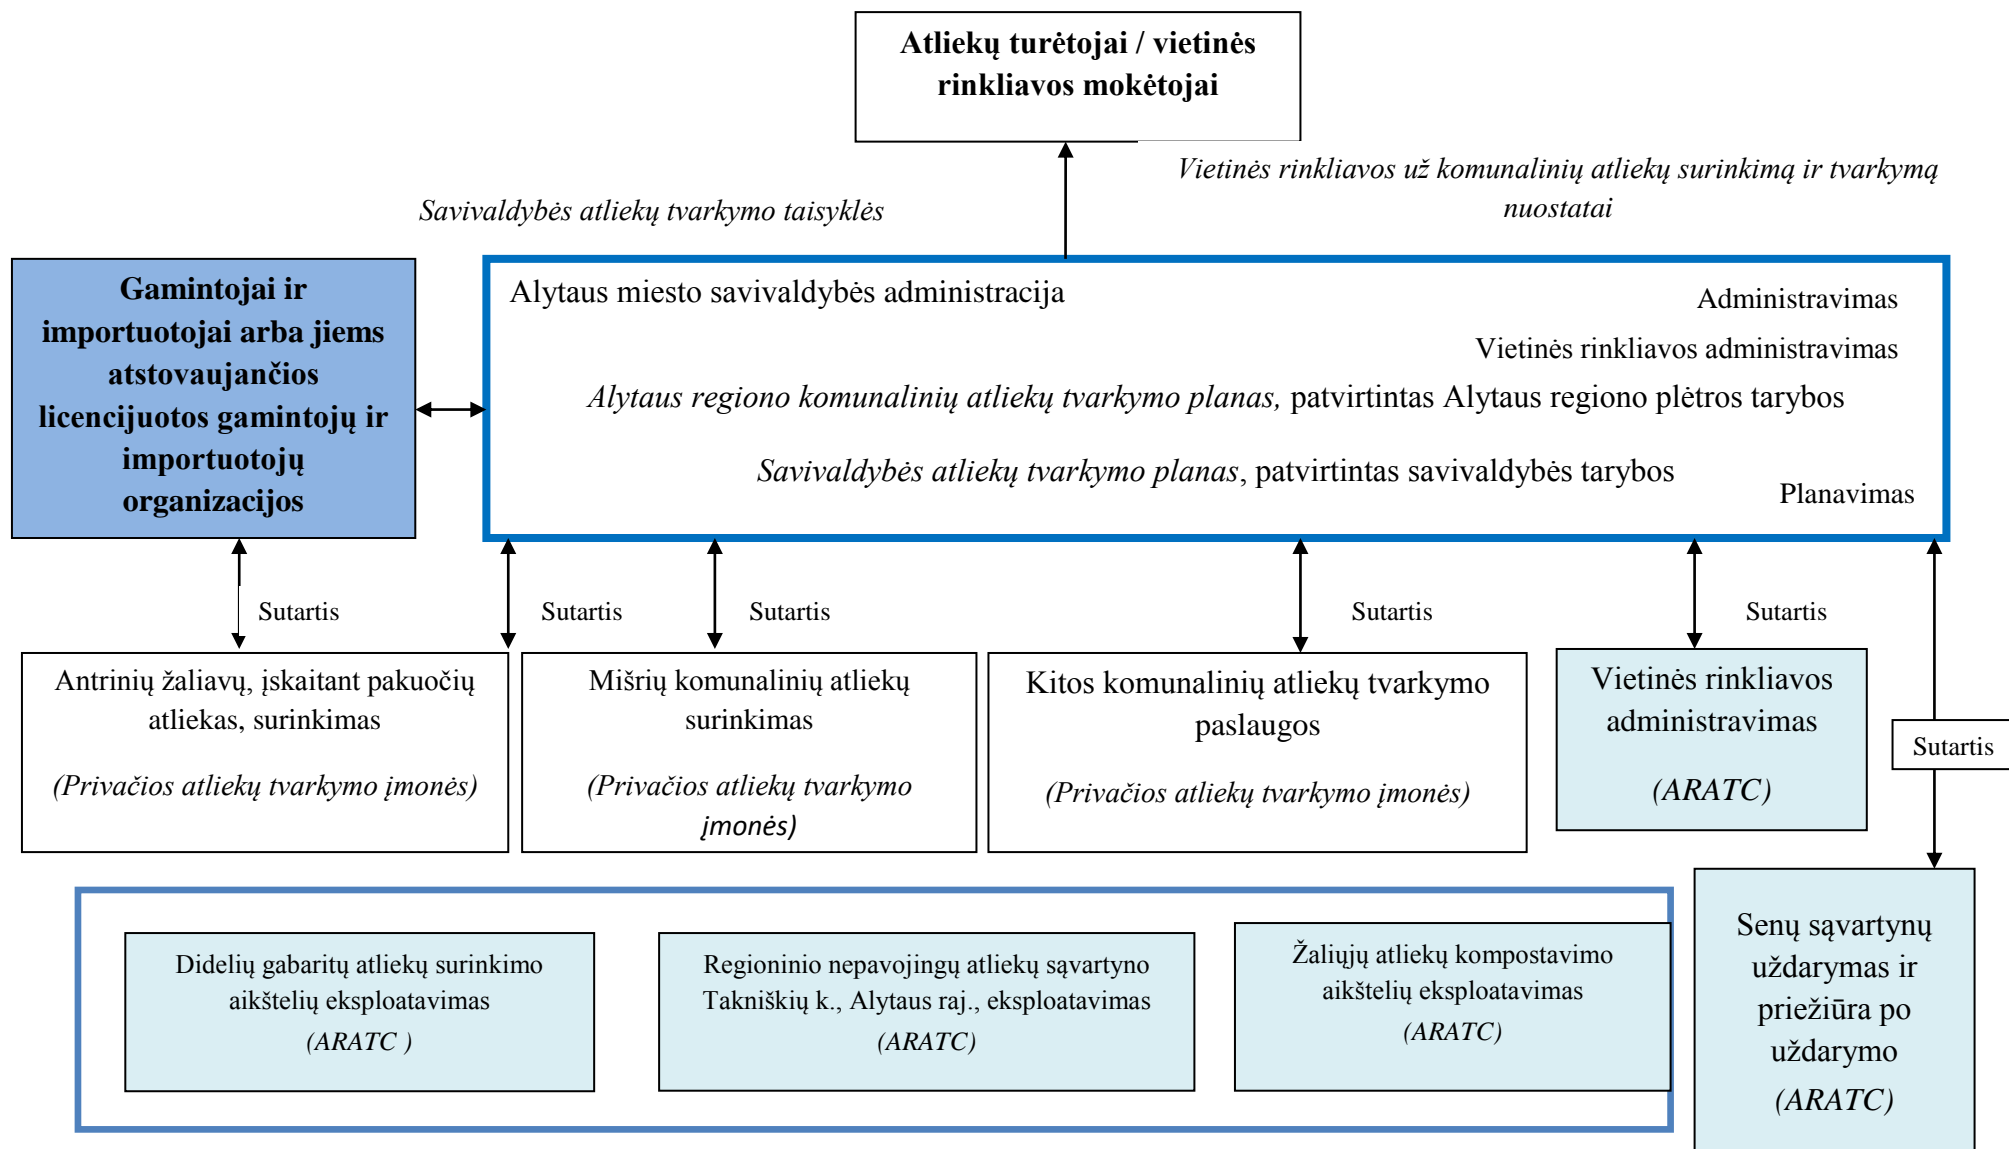 Atliekų turėtojai / vietinės
rinkliavos mokėtojai
Vietinės rinkliavos už komunalinių atliekų surinkimą ir tvarkymą
nuostatai
Savivaldybės atliekų tvarkymo taisyklės
Gamintojai ir
importuotojai arba jiems
atstovaujančios
licencijuotos gamintojų ir
importuotojų
organizacijos
Alytaus miesto savivaldybės administracija
Administravimas
Vietinės rinkliavos administravimas
Alytaus regiono komunalinių atliekų tvarkymo planas, patvirtintas Alytaus regiono plėtros tarybos
Savivaldybės atliekų tvarkymo planas, patvirtintas savivaldybės tarybos
Planavimas
Sutartis
Sutartis
Sutartis
Sutartis
Sutartis
Sutartis
Antrinių žaliavų, įskaitant pakuočių
atliekas, surinkimas
(Privačios atliekų tvarkymo įmonės)
Mišrių komunalinių atliekų
surinkimas
(Privačios atliekų tvarkymo
įmonės)
Kitos komunalinių atliekų tvarkymo
paslaugos
(Privačios atliekų tvarkymo įmonės)
Vietinės rinkliavos
administravimas
(ARATC)
Didelių gabaritų atliekų surinkimo
aikštelių eksploatavimas
(ARATC )
Regioninio nepavojingų atliekų sąvartyno
Takniškių k., Alytaus raj., eksploatavimas
(ARATC)
Žaliųjų atliekų kompostavimo
aikštelių eksploatavimas
(ARATC)
Senų sąvartynų
uždarymas ir
priežiūra po
uždarymo
(ARATC)